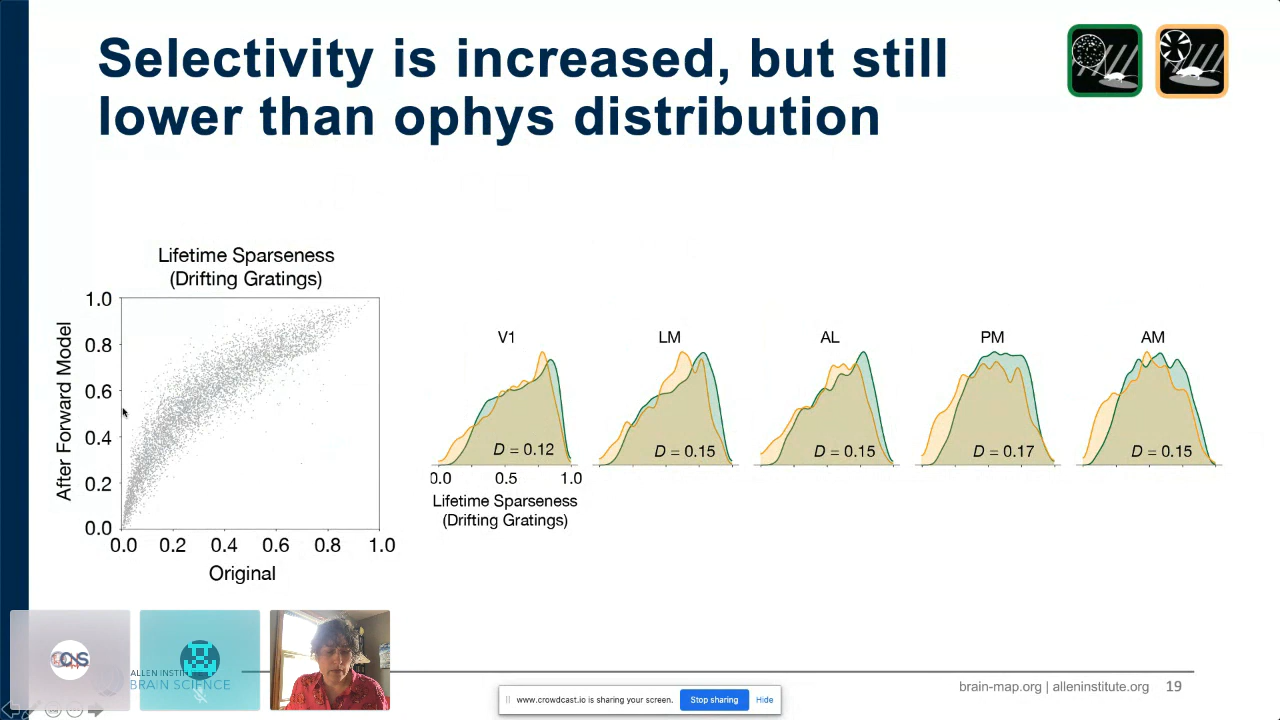 Selectivity is increased, but still
lower than ophys distribution
Lifetime Sparseness
(Drifting Gratings)
After Forward Model
1.0
0.8
0.6
0.4
0.2
0.0
0.0 0.2 0.4 0.6 0.8 1.0
Original
V1 LM AL PM AM
D = 0.12 D = 0.15 D = 0.15 D = 0.17 D = 0.15
0.0 0.5 1.0
Lifetime Sparseness
(Drifting Gratings)
BRAIN SCIENCE
brain-map.org | alleninstitute.org 19
www.crowdcast.io is sharing your screen. Stop sharing Hide